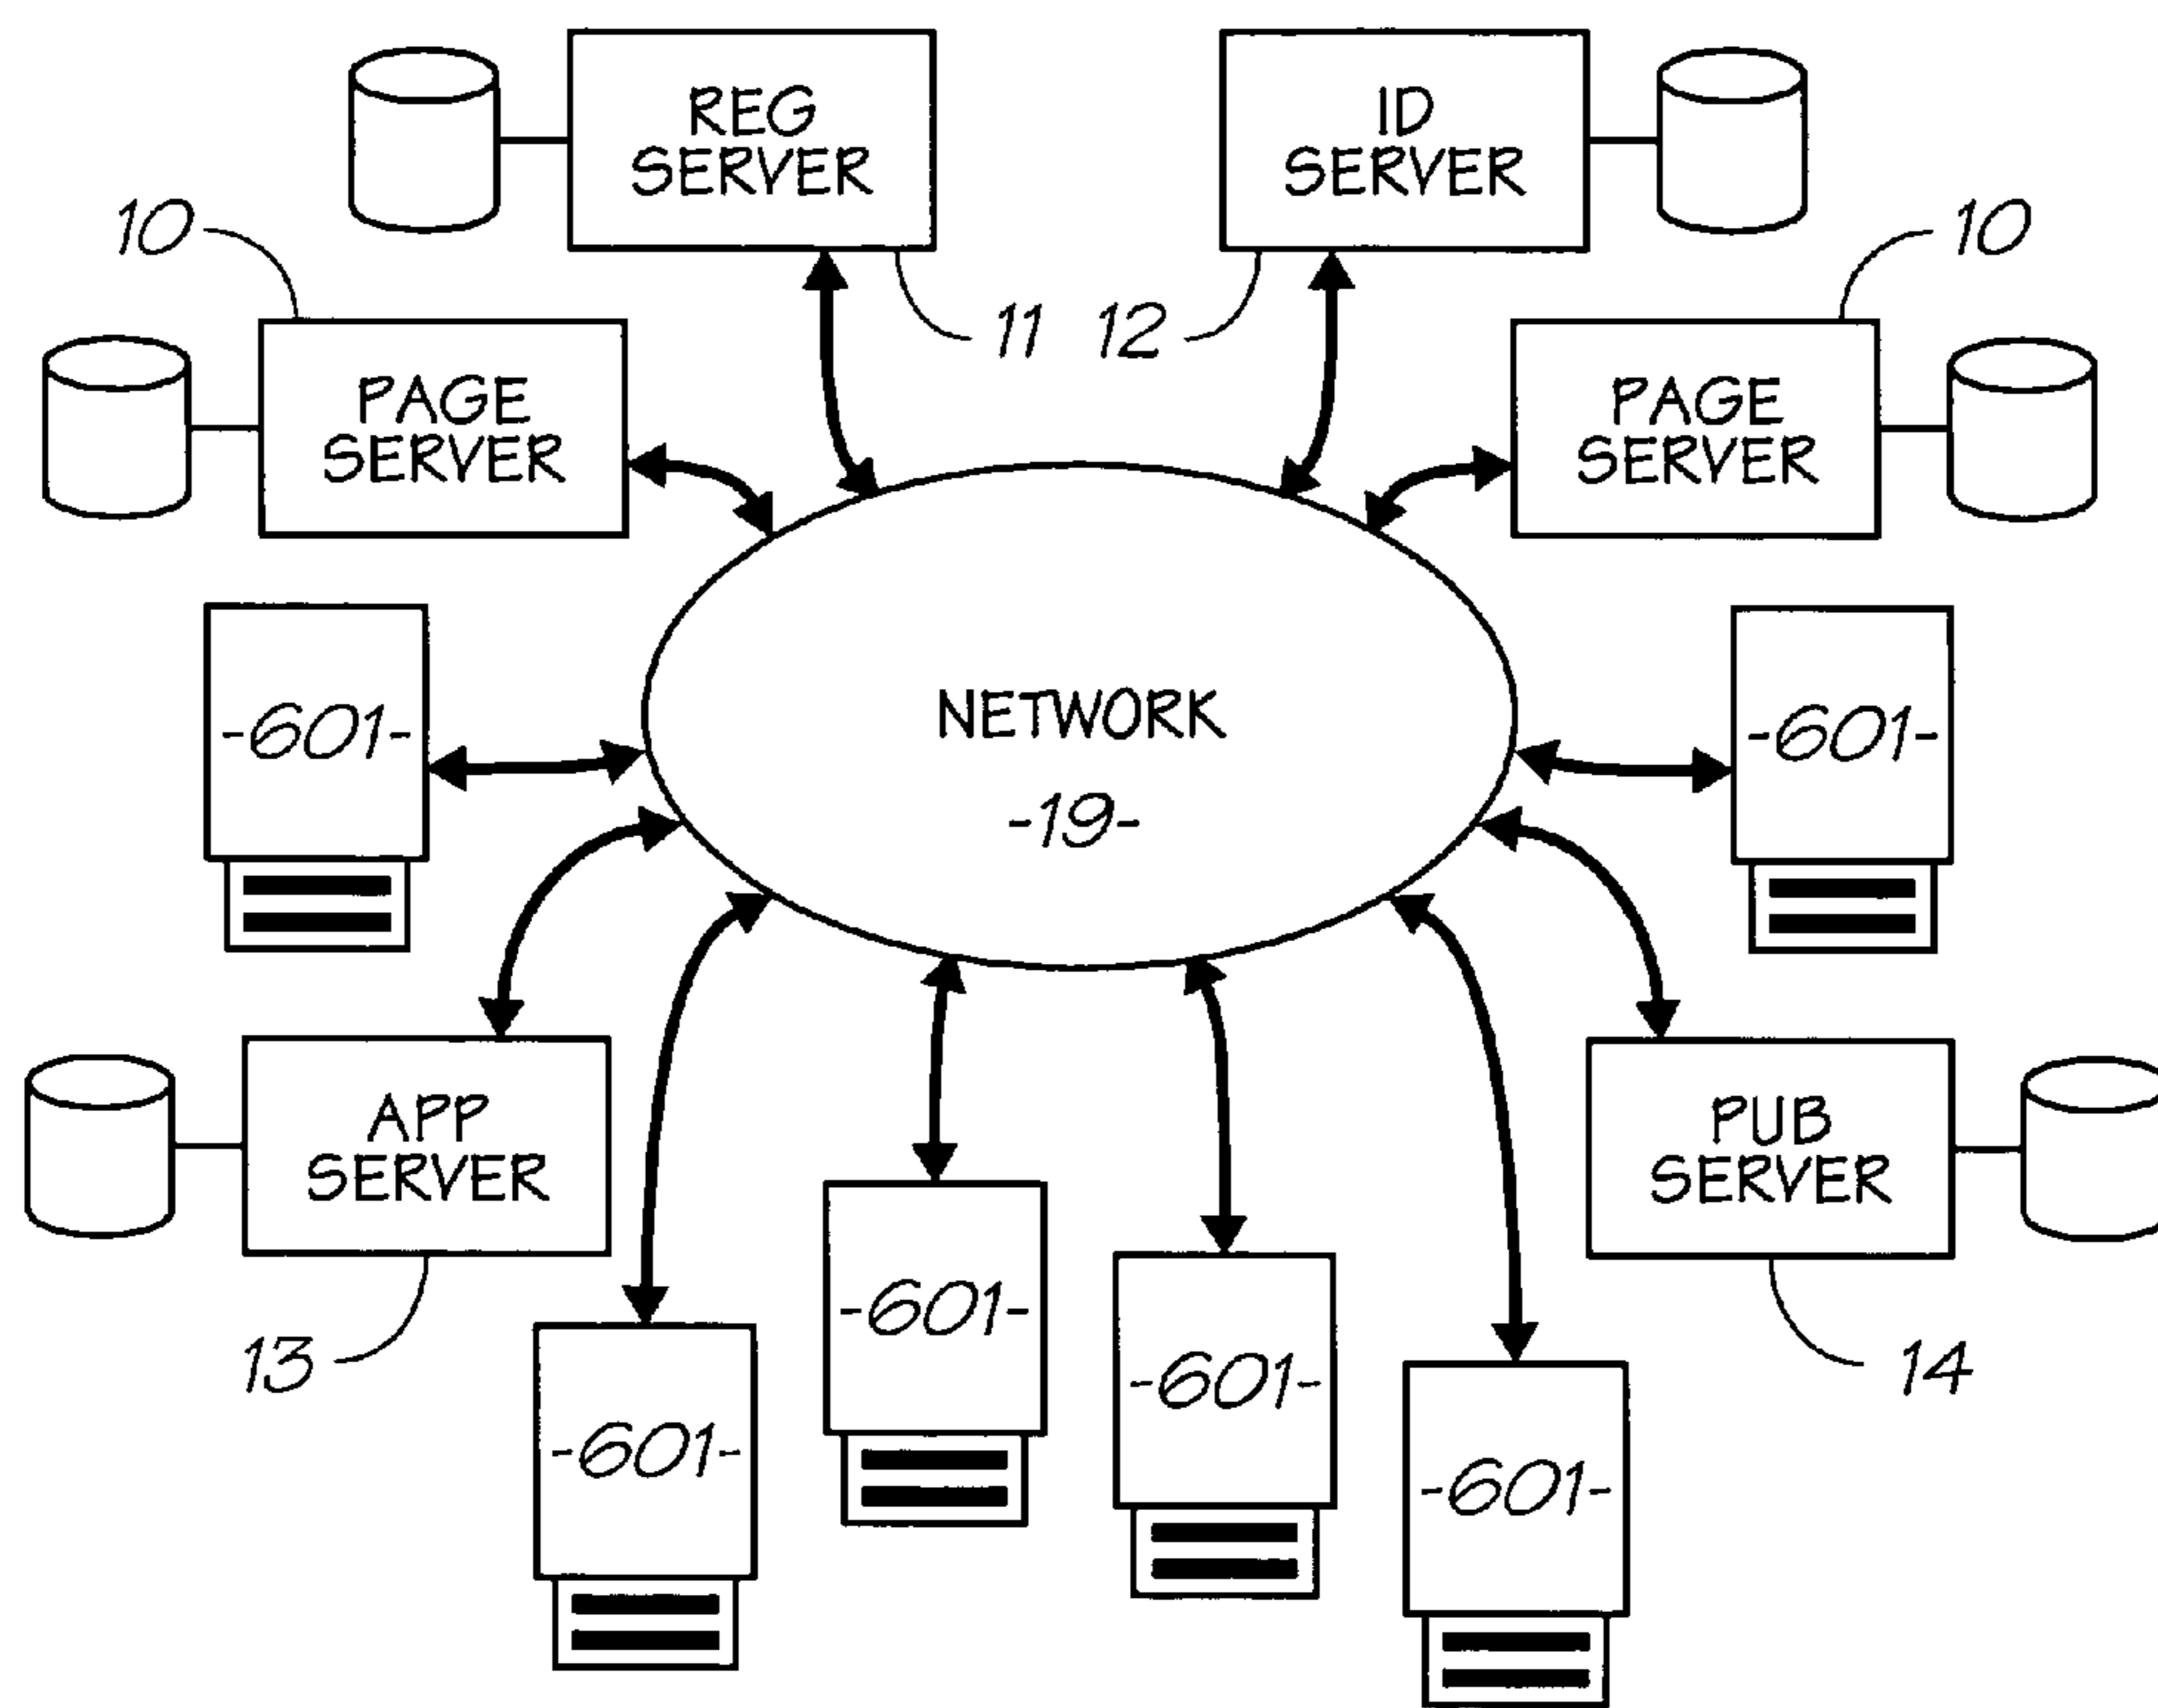 REG
SERVER
ID
SERVER
10
10
11
12
PAGE
SERVER
PAGE
SERVER
-601-
NETWORK
-19-
-601-
APP
SERVER
PUB
SERVER
13
-601-
-601-
-601-
-601-
14